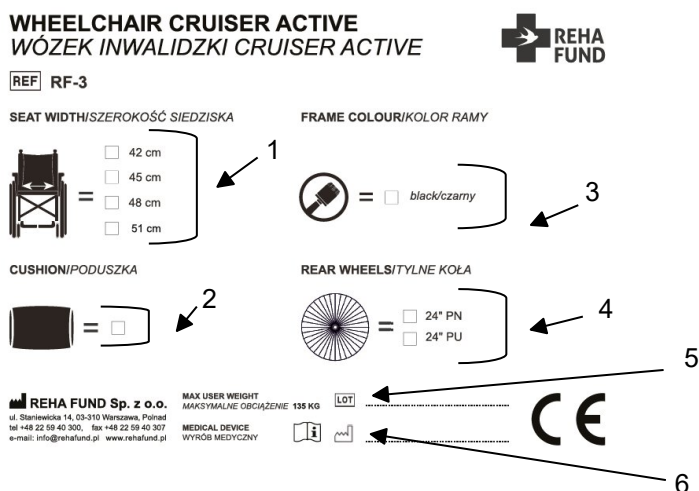 WHEELCHAIR CRUISER ACTIVE
WÓZEK INWALIDZKI CRUISER ACTIVE
REHA
FUND
REF RF-3
SEAT WIDTH/SZEROKOŚĆ SIEDZISKA
42 cm
45 cm
48 cm
51 cm
1
FRAME COLOUR/KOLOR RAMY
= black/czarny
3
CUSHION/PODUSZKA
=
2
REAR WHEELS/TYLNE KOŁA
24" PN
24" PU
4
5
REHA FUND Sp. z o.o.
ul. Staniewicka 14, 03-310 Warszawa, Polnad
tel +48 22 59 40 300, fax +48 22 59 40 307
e-mail: info@rehafund.pl www.rehafund.pl
MAX USER WEIGHT
MAKSYMALNE OBCIĄŻENIE 135 KG
MEDICAL DEVICE
WYRÓB MEDYCZNY
LOT
CE
6